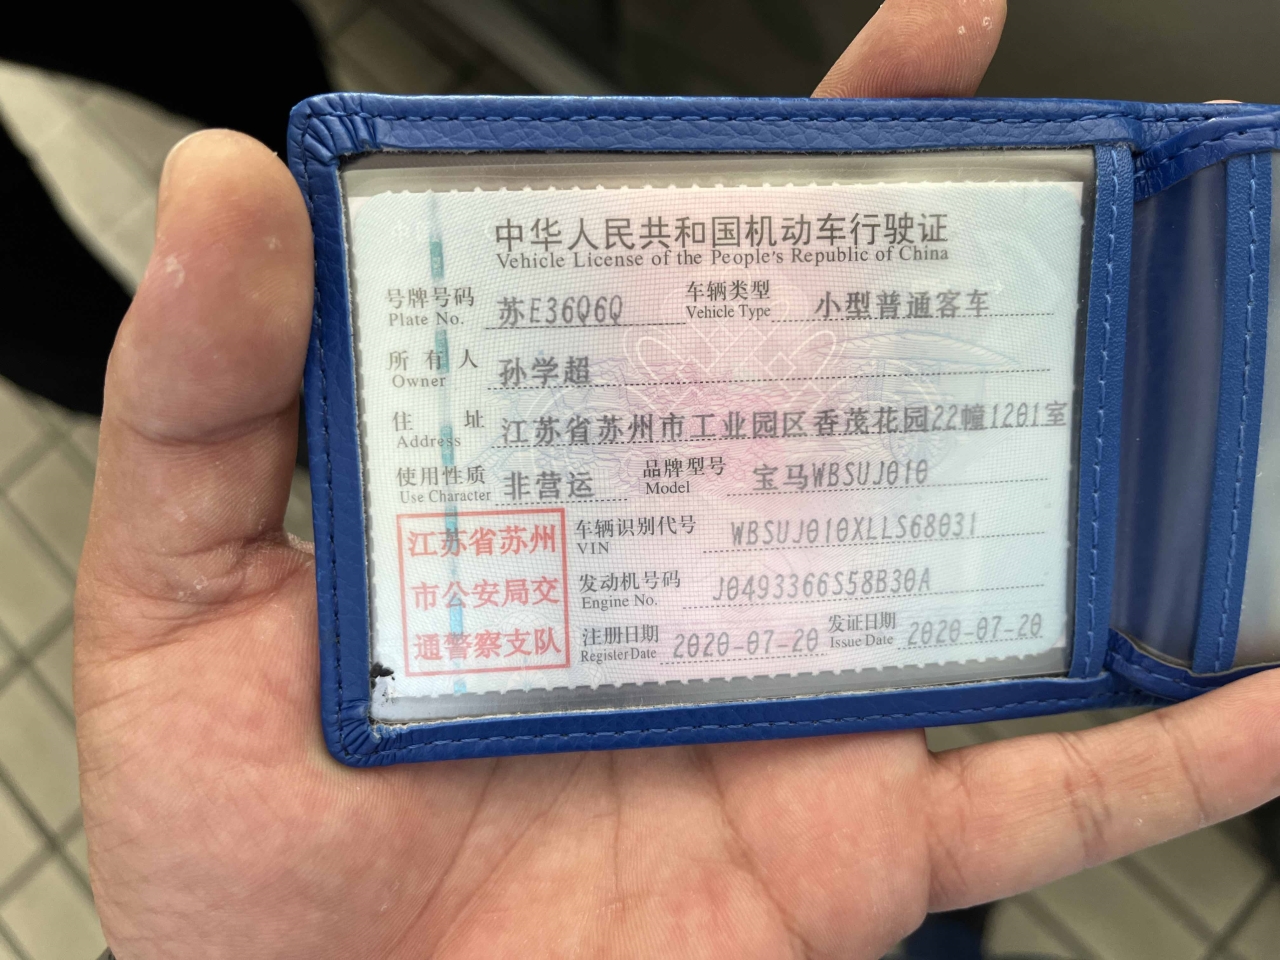 中华人民共和国机动车行驶证
Vehicle License of the People's Republic of China
号牌号码 苏E36Q6Q 车辆类型 小型普通客车
Plate No. Vehicle Type
所有人 孙学超
Owner
住址 江苏省苏州市工业园区香茂花园22幢1201室
Address
使用性质 非营运 品牌型号 宝马WBSUJ010
Use Character Model
江苏省苏州
市公安局交
通警察支队
车辆识别代号 WBSUJ010XLLS68031
VIN
发动机号码 J0493366S58B30A
Engine No.
注册日期 2020-07-20 发证日期 2020-07-20
Register Date Issue Date